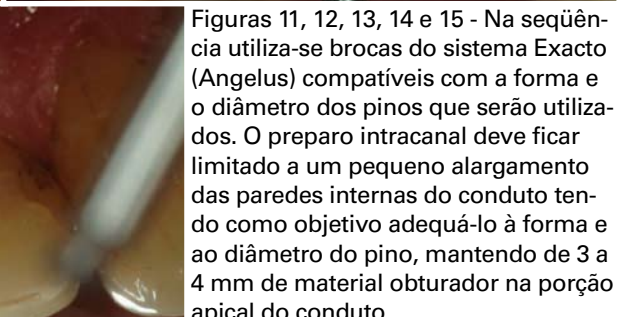 Figuras 11, 12, 13, 14 e 15 - Na seqüên-
cia utiliza-se brocas do sistema Exacto
(Angelus) compatíveis com a forma e
o diâmetro dos pinos que serão utiliza-
dos. O preparo intracanal deve ficar
limitado a um pequeno alargamento
das paredes internas do conduto ten-
do como objetivo adequá-lo à forma e
ao diâmetro do pino, mantendo de 3 a
4 mm de material obturador na porção
apical do conduto